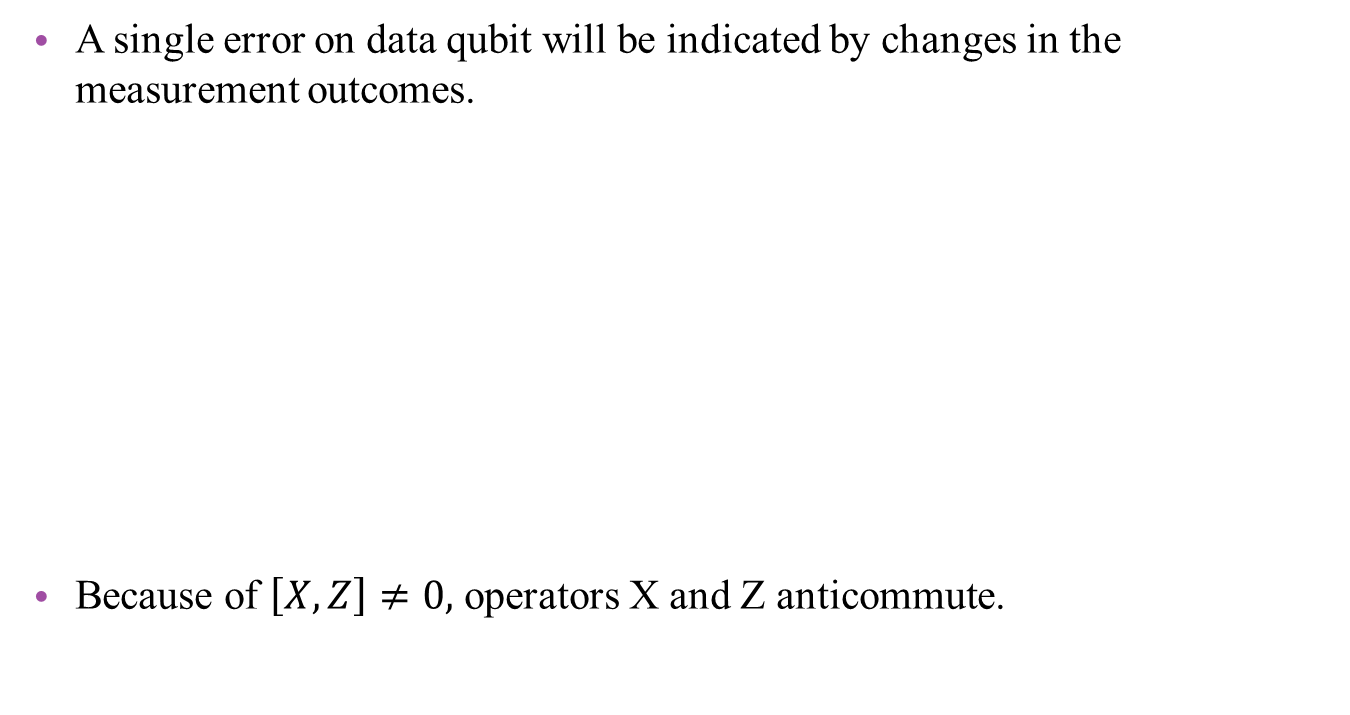 • A single error on data qubit will be indicated by changes in the
measurement outcomes.
• Because of [X, Z] ≠ 0, operators X and Z anticommute.